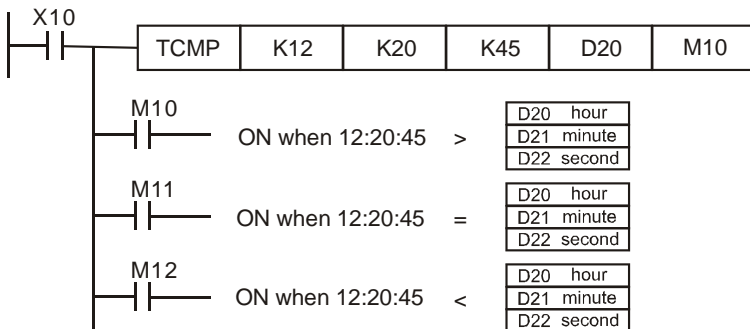 X10
TCMP K12 K20 K45 D20 M10
M10
ON when 12:20:45 >
D20 hour
D21 minute
D22 second
M11
ON when 12:20:45 =
D20 hour
D21 minute
D22 second
M12
ON when 12:20:45 <
D20 hour
D21 minute
D22 second